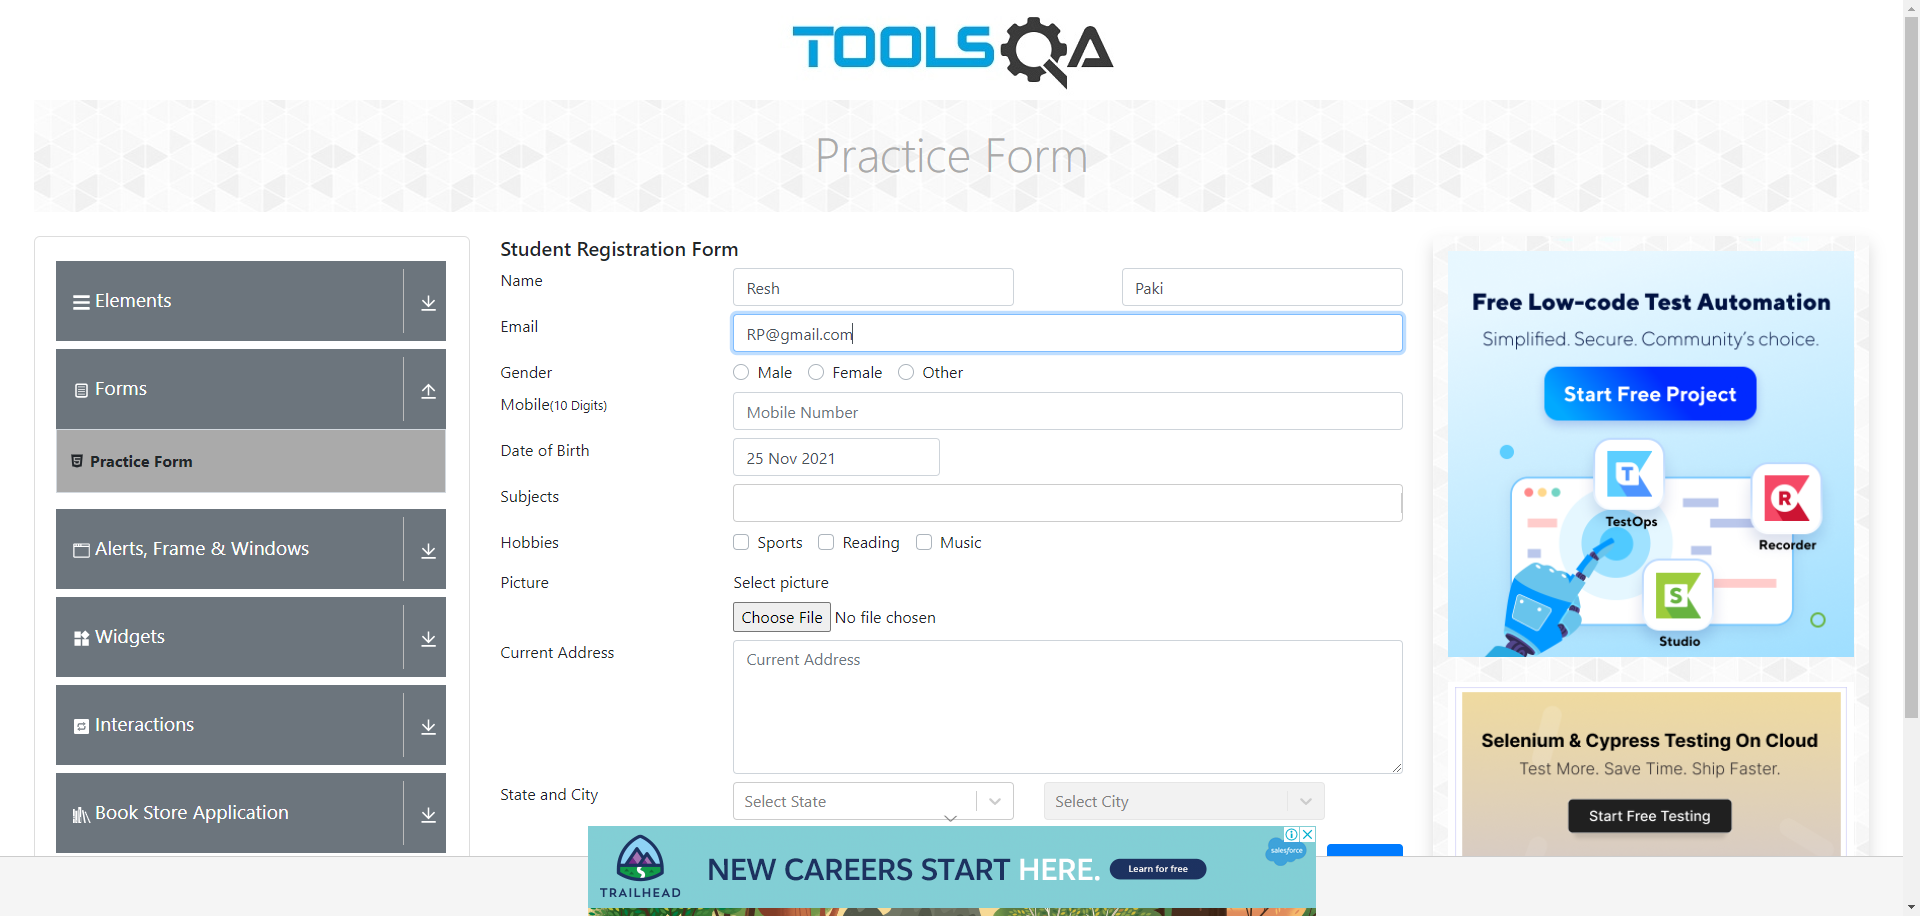 TOOLSQA
Practice Form
Elements
Forms
Practice Form
Alerts, Frame & Windows
Widgets
Interactions
Book Store Application
Student Registration Form
Name
Resh
Paki
Email
RP@gmail.com
Gender
Male
Female
Other
Mobile(10 Digits)
Mobile Number
Date of Birth
25 Nov 2021
Subjects
Hobbies
Sports
Reading
Music
Picture
Select picture
Choose File No file chosen
Current Address
Current Address
State and City
Select State
Select City
Free Low-code Test Automation
Simplified. Secure. Community's choice.
Start Free Project
T
TestOps
R
Recorder
S
Studio
Selenium & Cypress Testing On Cloud
Test More. Save Time. Ship Faster.
Start Free Testing
TRAILHEAD
NEW CAREERS START HERE.
Learn for free
salesforce